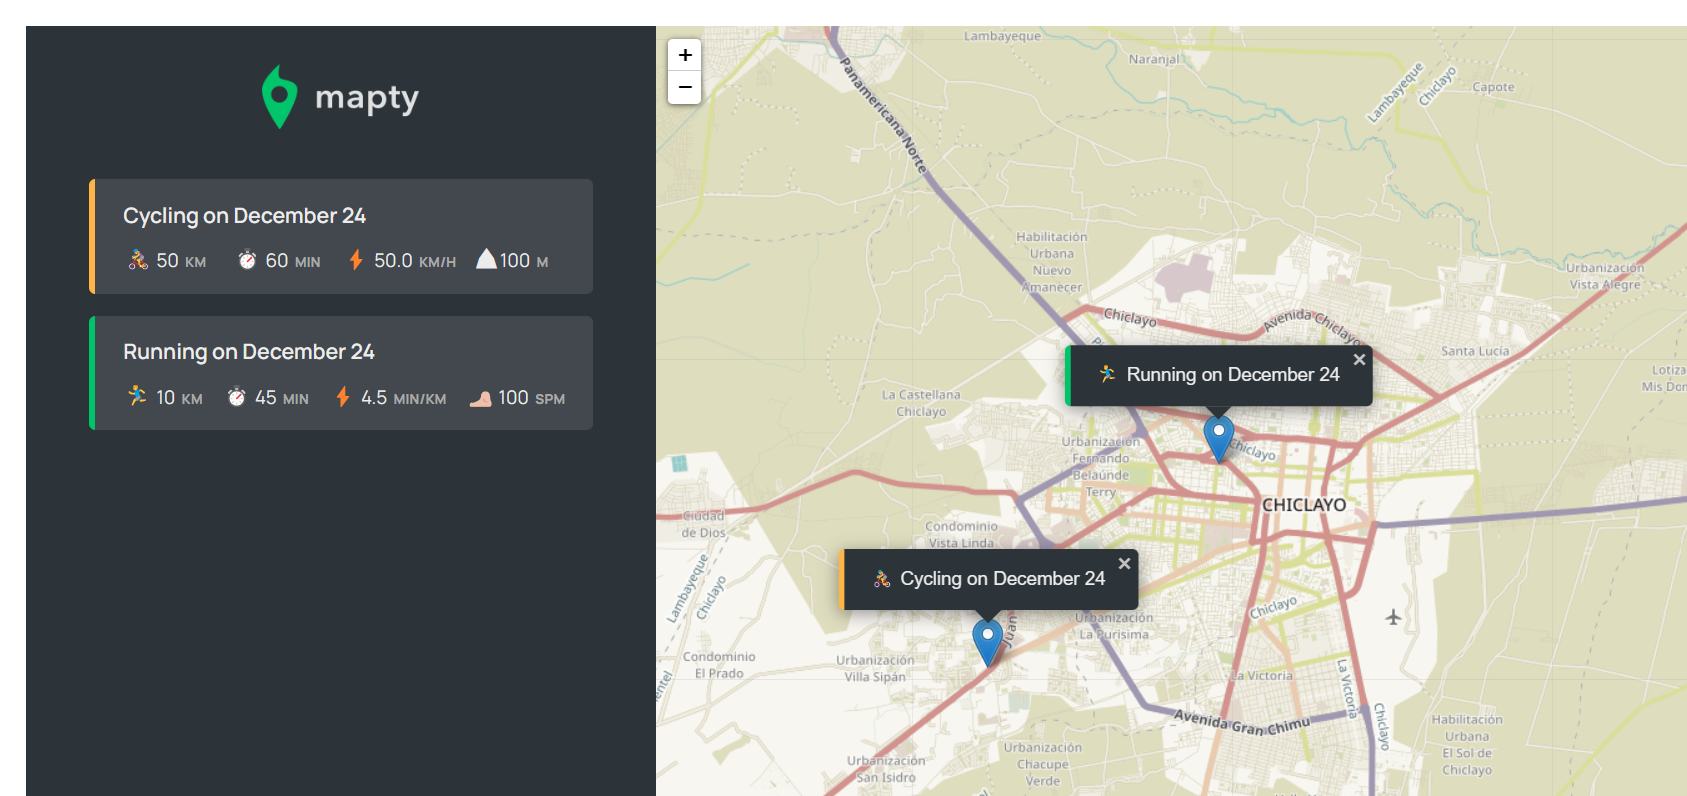 mapty
Cycling on December 24
50 KM
60 MIN
50.0 KM/H
100 M
Running on December 24
10 KM
45 MIN
4.5 MIN/KM
100 SPM
+
−
Lambayeque
Naranjal
Panamericana Norte
Lambayeque
Chiclayo
Capote
Habilitación
Urbana
Nuevo
Amanecer
Urbanización
Vista Alegre
Chiclayo
Avenida Chiclayo
Santa Lucía
Running on December 24
×
La Castellana
Chiclayo
Urbanización
Fernando
Belaúnde
Terry
Chiclayo
CHICLAYO
Ciudad
de Dios
Condominio
Vista Linda
Cycling on December 24
×
Lambayeque
Chiclayo
Juan
Urbanización
La Purísima
Chiclayo
Condominio
El Prado
Urbanización
Villa Sipán
La Victoria
La Victoria
Chiclayo
Avenida Gran Chimu
Habilitación
Urbana
El Sol de
Chiclayo
Urbanización
San Isidro
Urbanización
Chacupe
Verde